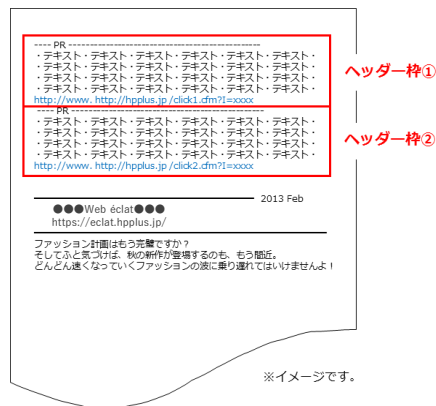 ---- PR --------------------------------------------
・テキスト・テキスト・テキスト・テキスト・テキスト・テキスト・
・テキスト・テキスト・テキスト・テキスト・テキスト・テキスト・
・テキスト・テキスト・テキスト・テキスト・テキスト・テキスト・
・テキスト・テキスト・テキスト・テキスト・テキスト・テキスト・
http://www. http://hpplus.jp /click1.cfm?I=xxxx
ヘッダー枠①
---- PR --------------------------------------------
・テキスト・テキスト・テキスト・テキスト・テキスト・テキスト・
・テキスト・テキスト・テキスト・テキスト・テキスト・テキスト・
・テキスト・テキスト・テキスト・テキスト・テキスト・テキスト・
・テキスト・テキスト・テキスト・テキスト・テキスト・テキスト・
http://www. http://hpplus.jp /click2.cfm?I=xxxx
ヘッダー枠②
2013 Feb
●●●Web éclat●●●
https://eclat.hpplus.jp/
ファッション計画はもう完璧ですか？
そしてふと気づけば、秋の新作が登場するのも、もう間近。
どんどん速くなっていくファッションの波に乗り遅れてはいけませんよ！
※イメージです。